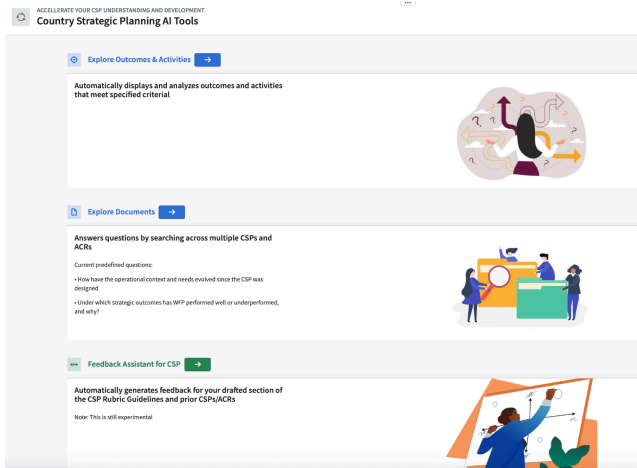 ACCELLERATE YOUR CSP UNDERSTANDING AND DEVELOPMENT
Country Strategic Planning AI Tools
Explore Outcomes & Activities
Automatically displays and analyzes outcomes and activities
that meet specified criterial
Explore Documents
Answers questions by searching across multiple CSPs and
ACRs
Current predefined questions:
• How have the operational context and needs evolved since the CSP was
designed
• Under which strategic outcomes has WFP performed well or underperformed,
and why?
Feedback Assistant for CSP
Automatically generates feedback for your drafted section of
the CSP Rubric Guidelines and prior CSPs/ACRs
Note: This is still experimental